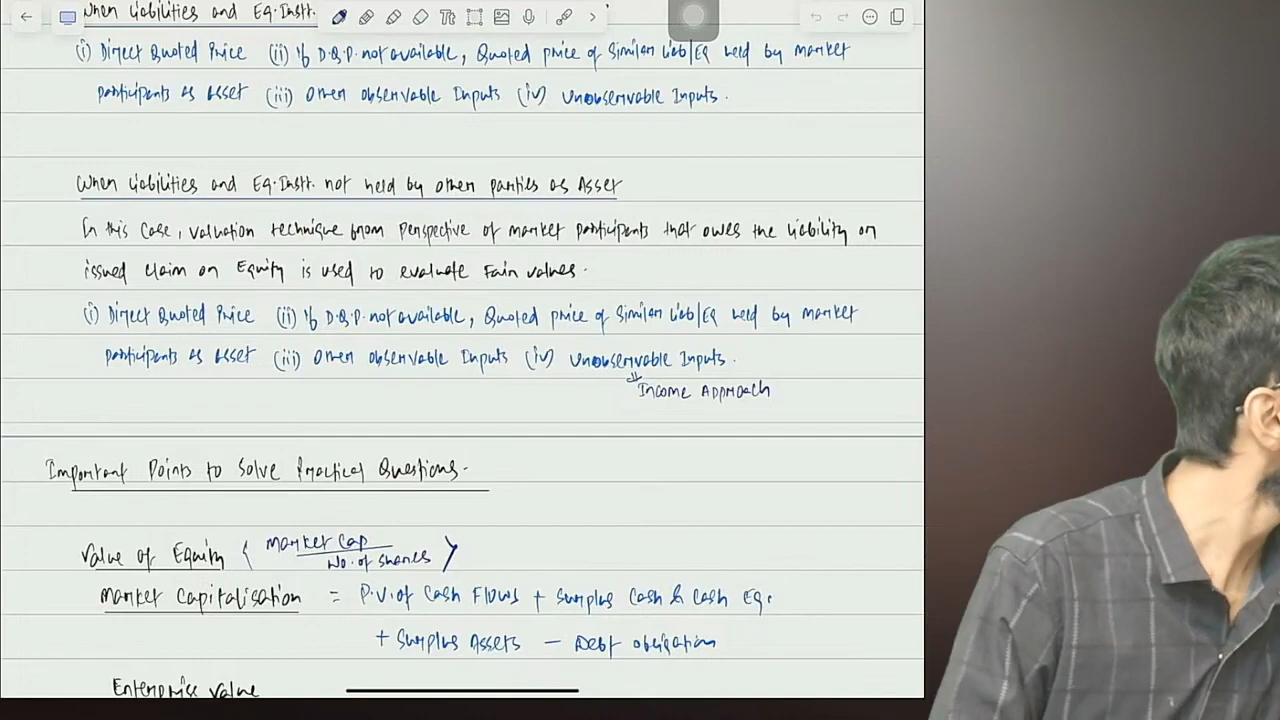 When Liabilities and Eq.Instt.
(i) Direct Quoted Price (ii) If D.Q.P. not available, Quoted price of Similar Liab/EQ held by market
participants as Asset (iii) Other observable Inputs (iv) Unobservable Inputs.
When Liabilities and Eq.Instt. not held by other parties as Asset
In this Case, valuation technique from Perspective of market participants that owes the liability or
issued claim on Equity is used to evaluate Fair values.
(i) Direct Quoted Price (ii) If D.Q.P. not available, Quoted price of Similar Liab/EQ held by market
participants as Asset (iii) Other observable Inputs (iv) Unobservable Inputs.
Income Approach
Important Points to Solve Practical Questions.
Value of Equity ( Market Cap
No. of shares )
Market Capitalisation = P.V. of Cash Flows + Surplus Cash & Cash Eq.
+ Surplus Assets - Debt obligation
Enterprise Value